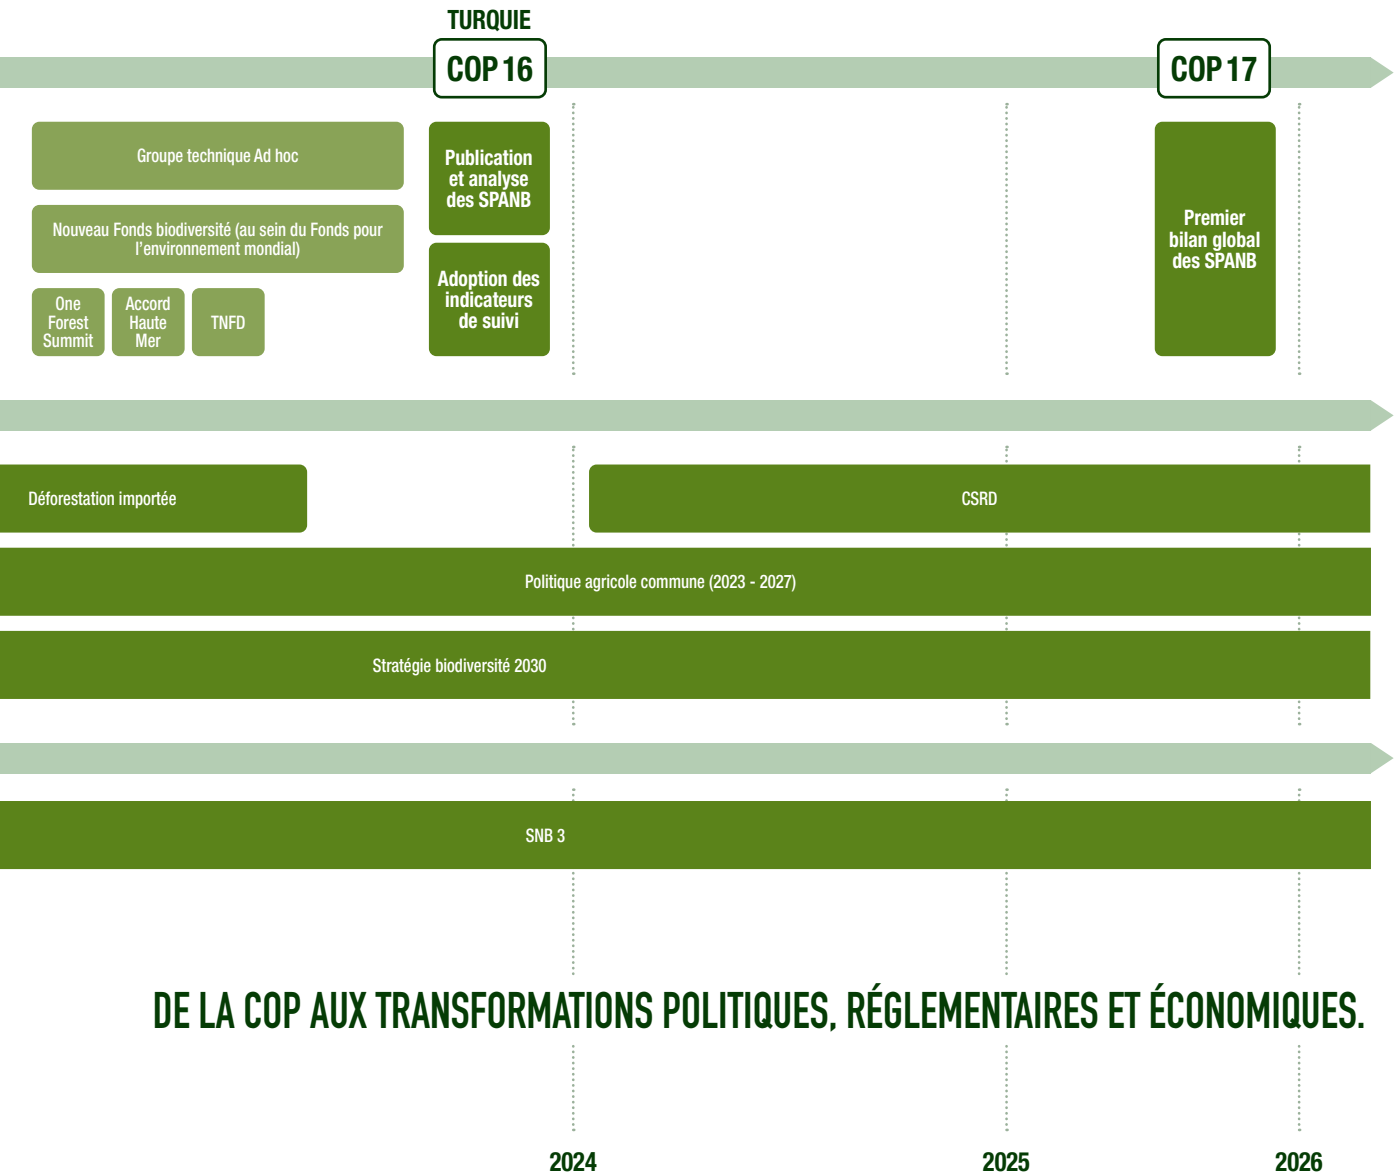 TURQUIE
COP 16
COP 17
Groupe technique Ad hoc
Nouveau Fonds biodiversité (au sein du Fonds pour
l'environnement mondial)
One
Forest
Summit
Accord
Haute
Mer
TNFD
Publication
et analyse
des SPANB
Adoption des
indicateurs
de suivi
Premier
bilan global
des SPANB
Déforestation importée
CSRD
Politique agricole commune (2023 - 2027)
Stratégie biodiversité 2030
SNB 3
DE LA COP AUX TRANSFORMATIONS POLITIQUES, RÉGLEMENTAIRES ET ÉCONOMIQUES.
2024
2025
2026